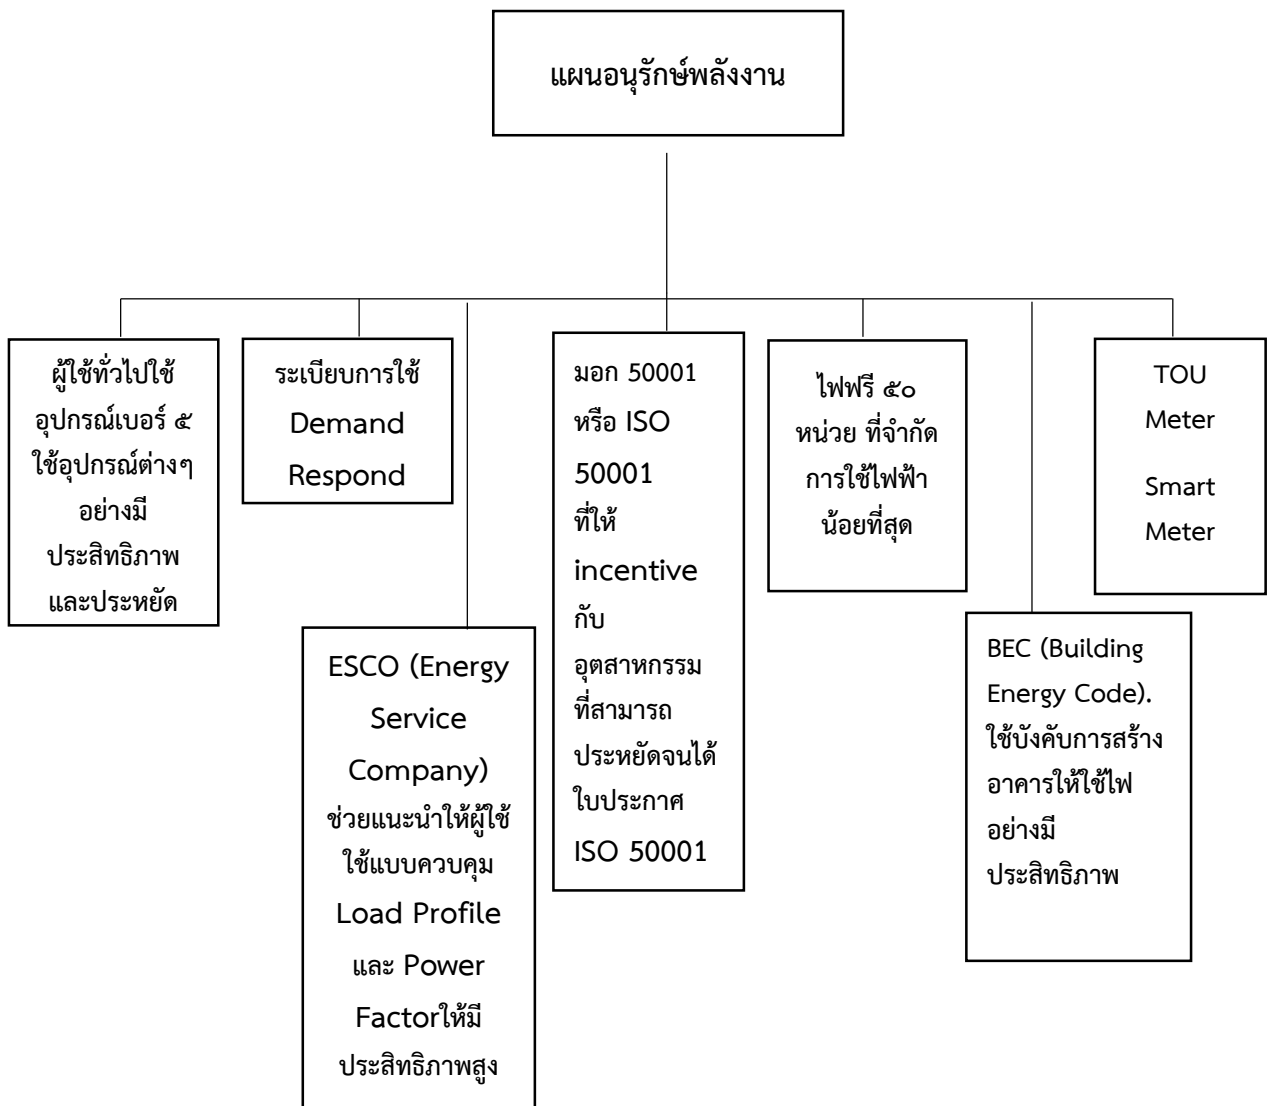 แผนอนุรักษ์พลังงาน
ผู้ใช้ทั่วไปใช้
อุปกรณ์เบอร์ ๕
ใช้อุปกรณ์ต่างๆ
อย่างมี
ประสิทธิภาพ
และประหยัด
ระเบียบการใช้
Demand
Respond
ESCO (Energy
Service
Company)
ช่วยแนะนำให้ผู้ใช้
ใช้แบบควบคุม
Load Profile
และ Power
Factorให้มี
ประสิทธิภาพสูง
มอก 50001
หรือ ISO
50001
ที่ให้
incentive
กับ
อุตสาหกรรม
ที่สามารถ
ประหยัดจนได้
ใบประกาศ
ISO 50001
ไฟฟรี ๕๐
หน่วย ที่จำกัด
การใช้ไฟฟ้า
น้อยที่สุด
BEC (Building
Energy Code).
ใช้บังคับการสร้าง
อาคารให้ใช้ไฟ
อย่างมี
ประสิทธิภาพ
TOU
Meter
Smart
Meter